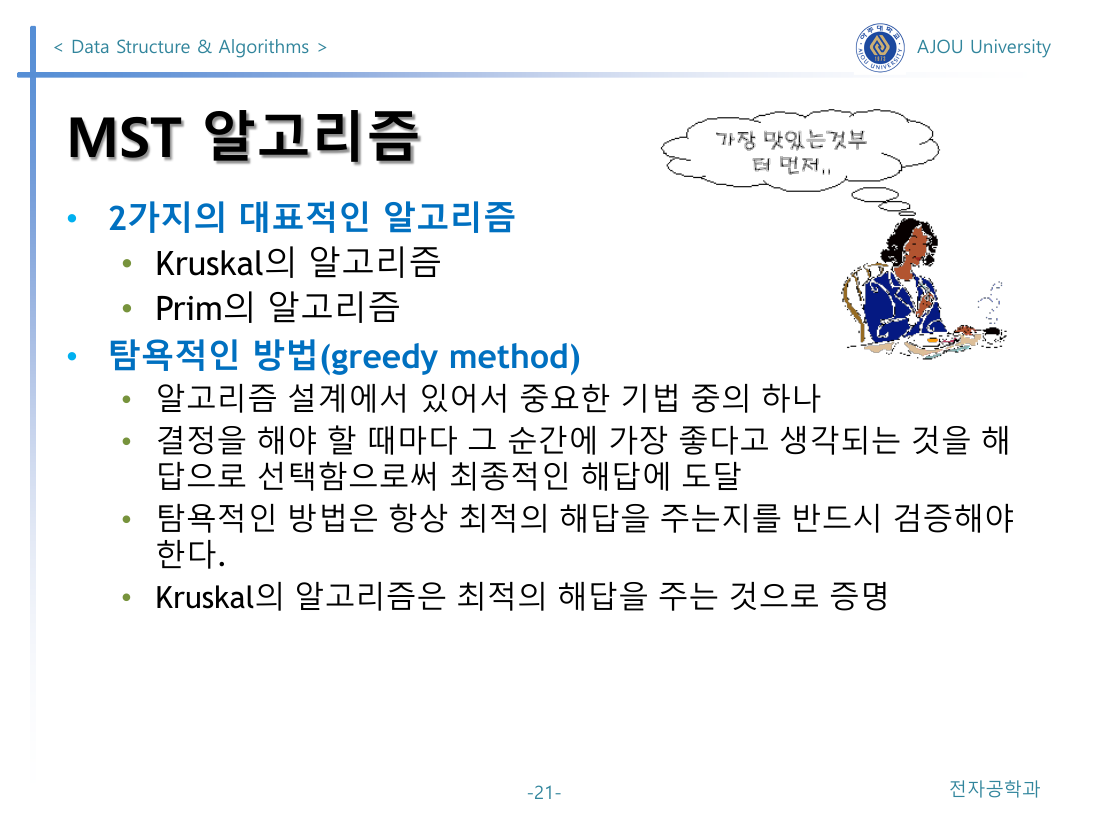 < Data Structure & Algorithms >
아주대학교
AJOU UNIVERSITY
1973
AJOU University
MST 알고리즘
가장 맛있는것부
터 먼저,,
• 2가지의 대표적인 알고리즘
• Kruskal의 알고리즘
• Prim의 알고리즘
• 탐욕적인 방법(greedy method)
• 알고리즘 설계에서 있어서 중요한 기법 중의 하나
• 결정을 해야 할 때마다 그 순간에 가장 좋다고 생각되는 것을 해
답으로 선택함으로써 최종적인 해답에 도달
• 탐욕적인 방법은 항상 최적의 해답을 주는지를 반드시 검증해야
한다.
• Kruskal의 알고리즘은 최적의 해답을 주는 것으로 증명
-21-
전자공학과